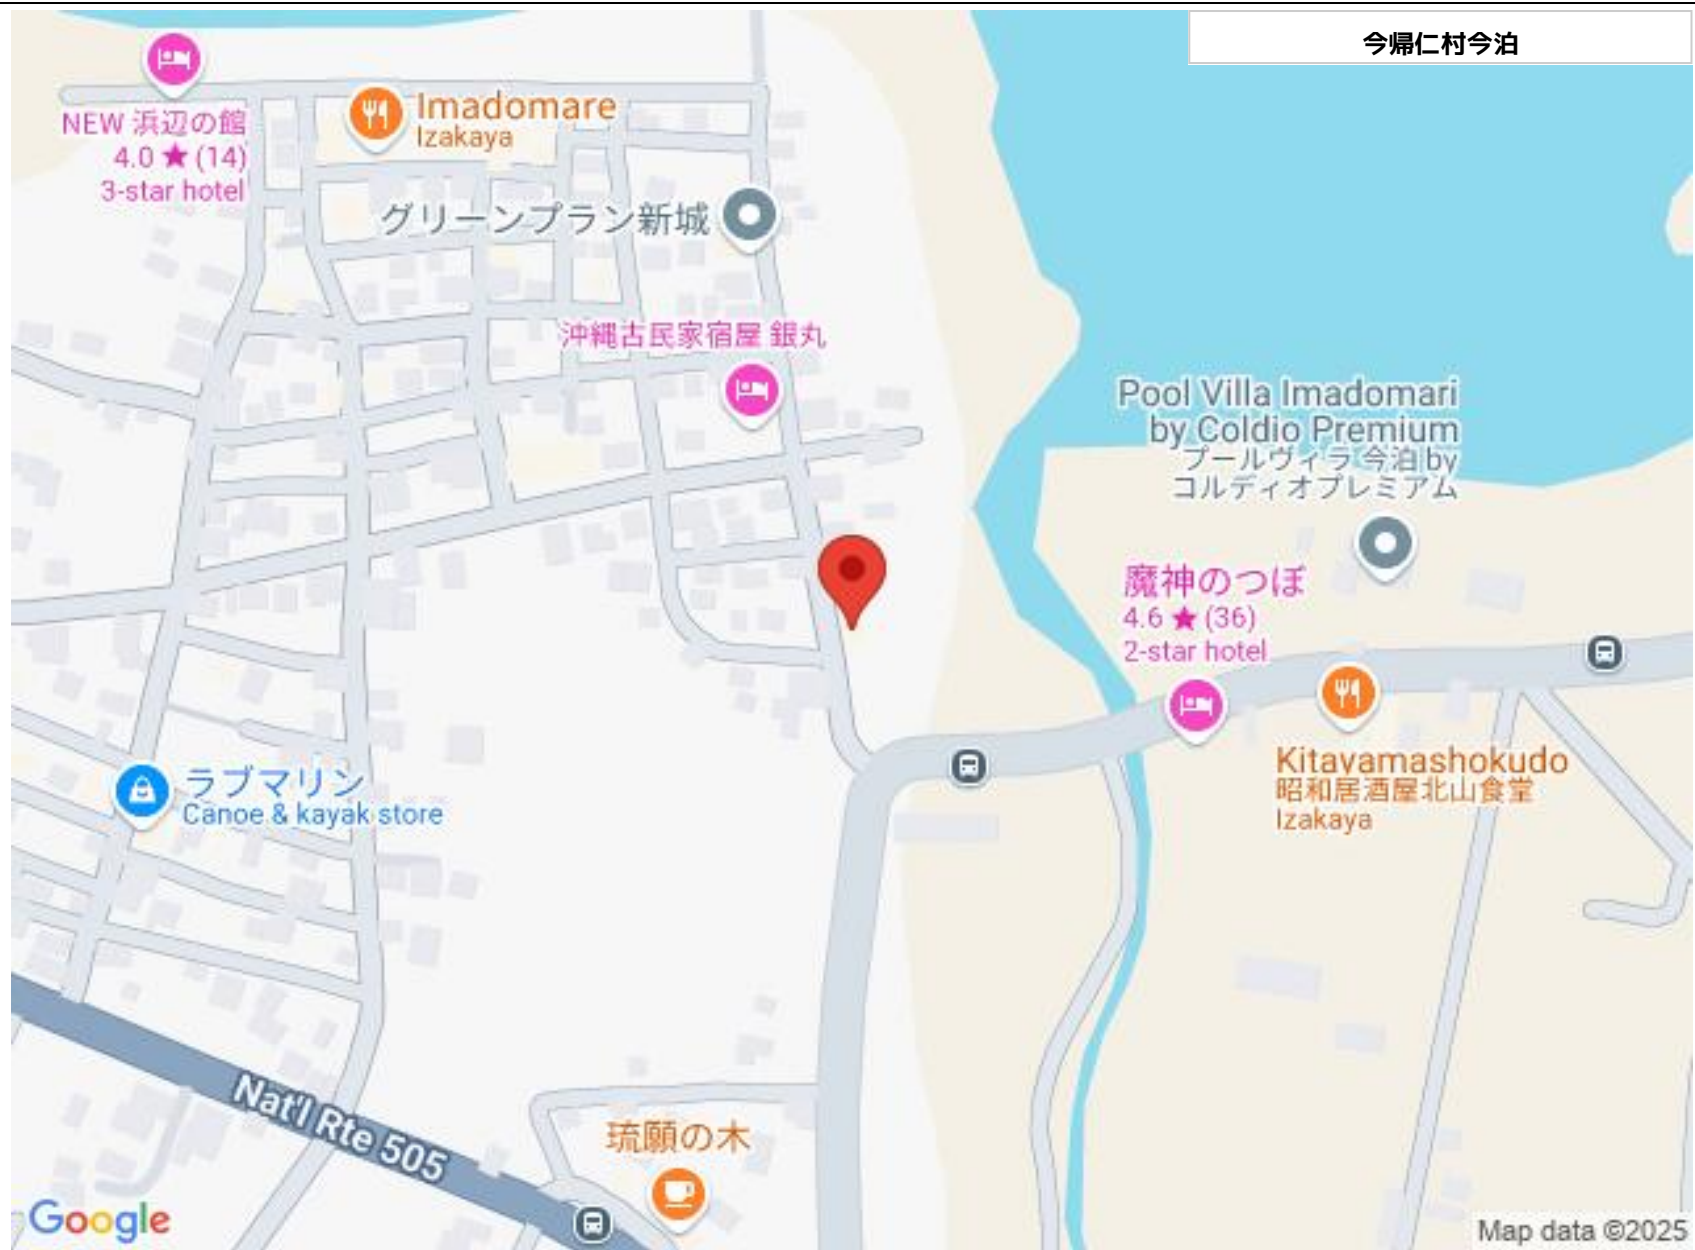 今帰仁村今泊
NEW 浜辺の館
4.0 ★ (14)
3-star hotel
Imadomare
Izakaya
グリーンプラン新城
沖縄古民家宿屋 銀丸
Pool Villa Imadomari
by Coldio Premium
プールヴィラ 今泊 by
コルディオプレミアム
魔神のつぼ
4.6 ★ (36)
2-star hotel
Kitayamashokudo
昭和居酒屋北山食堂
Izakaya
ラブマリン
Canoe & kayak store
Nat'l Rte 505
琉願の木
Google
Map data ©2025